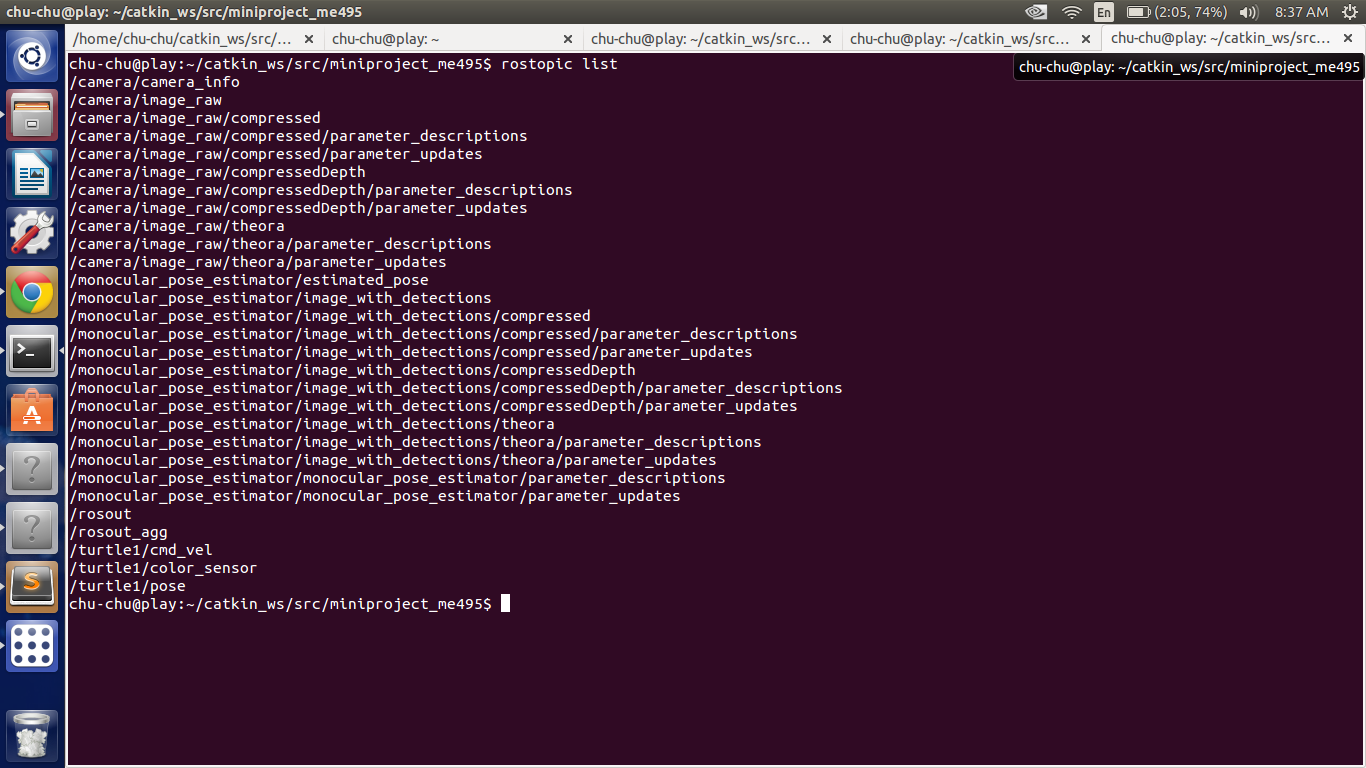 chu-chu@play: ~/catkin_ws/src/miniproject_me495
En
(2:05, 74%)
8:37 AM
/home/chu-chu/catkin_ws/src/...
chu-chu@play: ~
chu-chu@play: ~/catkin_ws/src...
chu-chu@play: ~/catkin_ws/src...
chu-chu@play: ~/catkin_ws/src...
chu-chu@play: ~/catkin_ws/src/miniproject_me495
chu-chu@play:~/catkin_ws/src/miniproject_me495$ rostopic list
/camera/camera_info
/camera/image_raw
/camera/image_raw/compressed
/camera/image_raw/compressed/parameter_descriptions
/camera/image_raw/compressed/parameter_updates
/camera/image_raw/compressedDepth
/camera/image_raw/compressedDepth/parameter_descriptions
/camera/image_raw/compressedDepth/parameter_updates
/camera/image_raw/theora
/camera/image_raw/theora/parameter_descriptions
/camera/image_raw/theora/parameter_updates
/monocular_pose_estimator/estimated_pose
/monocular_pose_estimator/image_with_detections
/monocular_pose_estimator/image_with_detections/compressed
/monocular_pose_estimator/image_with_detections/compressed/parameter_descriptions
/monocular_pose_estimator/image_with_detections/compressed/parameter_updates
/monocular_pose_estimator/image_with_detections/compressedDepth
/monocular_pose_estimator/image_with_detections/compressedDepth/parameter_descriptions
/monocular_pose_estimator/image_with_detections/compressedDepth/parameter_updates
/monocular_pose_estimator/image_with_detections/theora
/monocular_pose_estimator/image_with_detections/theora/parameter_descriptions
/monocular_pose_estimator/image_with_detections/theora/parameter_updates
/monocular_pose_estimator/monocular_pose_estimator/parameter_descriptions
/monocular_pose_estimator/monocular_pose_estimator/parameter_updates
/rosout
/rosout_agg
/turtle1/cmd_vel
/turtle1/color_sensor
/turtle1/pose
chu-chu@play:~/catkin_ws/src/miniproject_me495$